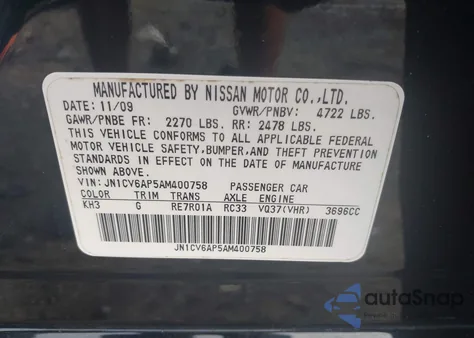 MANUFACTURED BY NISSAN MOTOR CO.,LTD.
DATE: 11/09 GVWR/PNBV: 4722 LBS.
GAWR/PNBE FR: 2270 LBS. RR: 2478 LBS.
THIS VEHICLE CONFORMS TO ALL APPLICABLE FEDERAL
MOTOR VEHICLE SAFETY,BUMPER,AND THEFT PREVENTION
STANDARDS IN EFFECT ON THE DATE OF MANUFACTURE
SHOWN ABOVE.
VIN: JN1CV6AP5AM400758 PASSENGER CAR
COLOR TRIM TRANS AXLE ENGINE
KH3 G RE7R01A RC33 VQ37(VHR) 3696CC
JN1CV6AP5AM400758
autoSnap